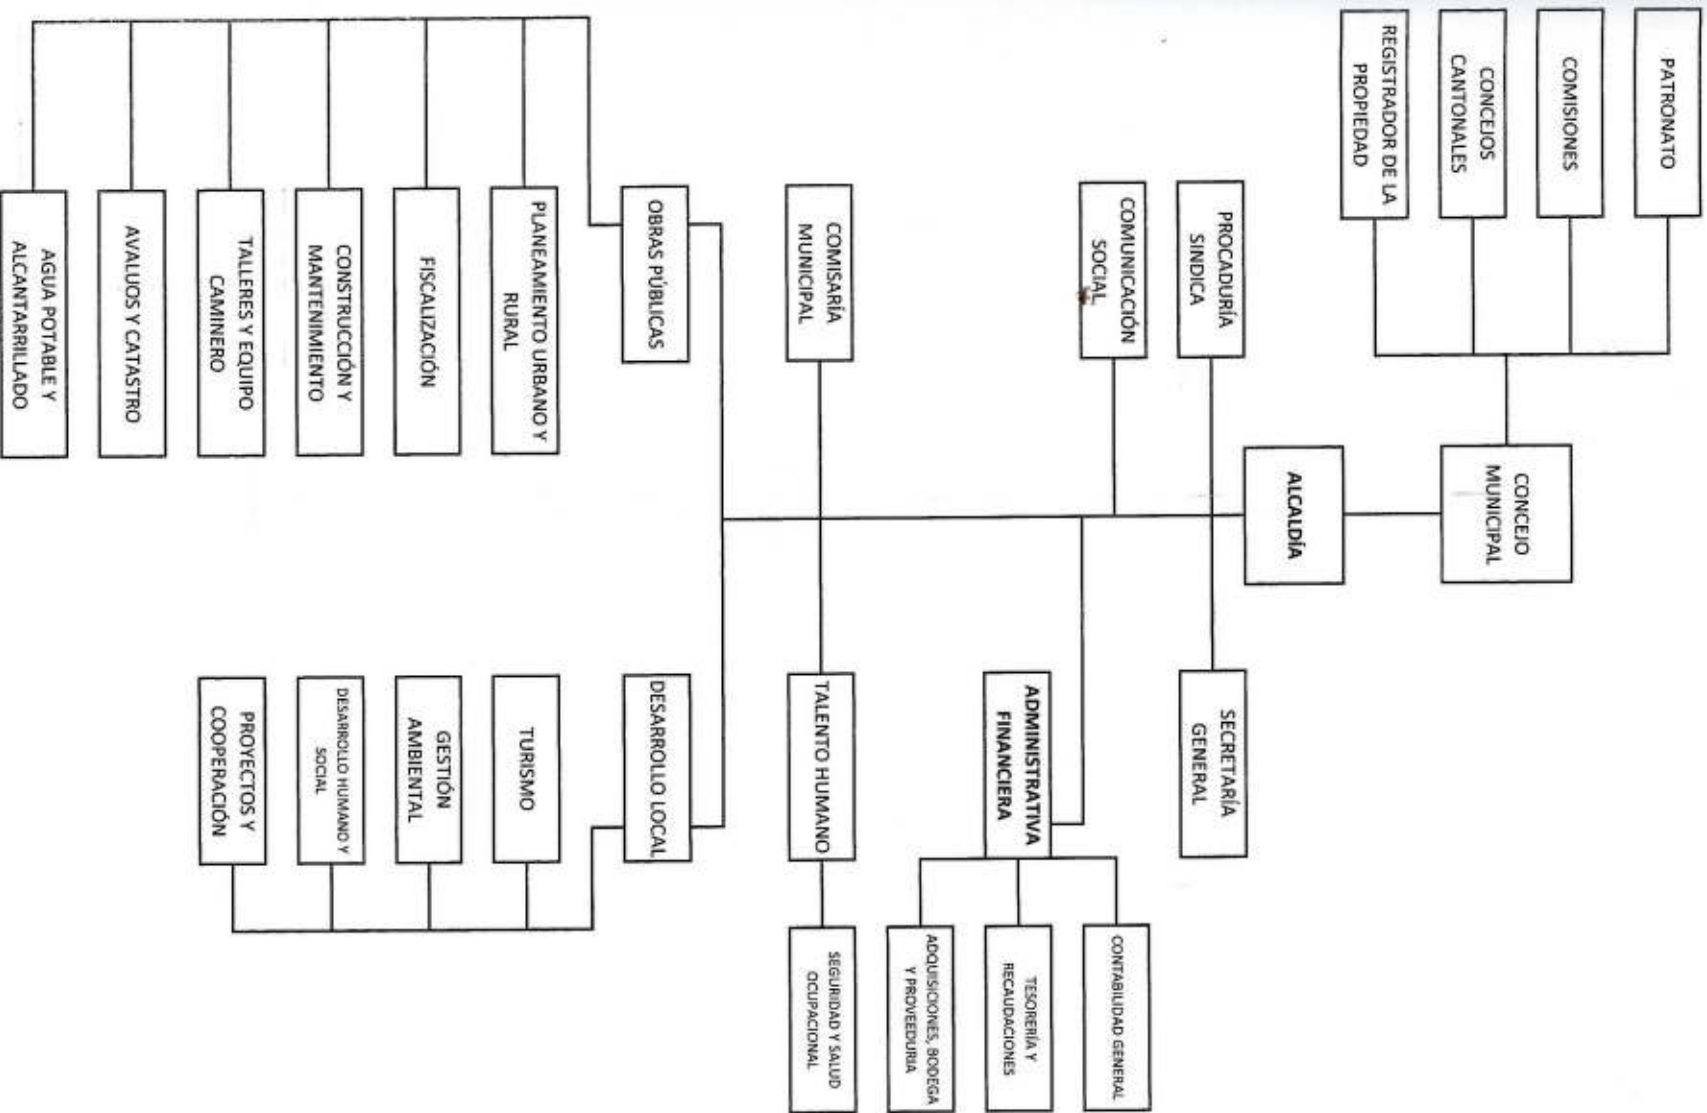 PATRONATO
COMISIONES
CONCEJOS
CANTONALES
REGISTRADOR DE LA
PROPIEDAD
CONCEJO
MUNICIPAL
ALCALDÍA
PROCADURÍA
SINDICA
SECRETARÍA
GENERAL
COMUNICACIÓN
SOCIAL
ADMINISTRATIVA
FINANCIERA
CONTABILIDAD GENERAL
TESORERÍA Y
RECAUDACIONES
ADQUISICIONES, BODEGA
Y PROVEEDURIA
COMISARÍA
MUNICIPAL
TALENTO HUMANO
SEGURIDAD Y SALUD
OCUPACIONAL
OBRAS PÚBLICAS
PLANEAMIENTO URBANO Y
RURAL
FISCALIZACIÓN
CONSTRUCCIÓN Y
MANTENIMIENTO
TALLERES Y EQUIPO
CAMINERO
AVALUOS Y CATASTRO
AGUA POTABLE Y
ALCANTARRILLADO
DESARROLLO LOCAL
TURISMO
GESTIÓN
AMBIENTAL
DESARROLLO HUMANO Y
SOCIAL
PROYECTOS Y
COOPERACIÓN